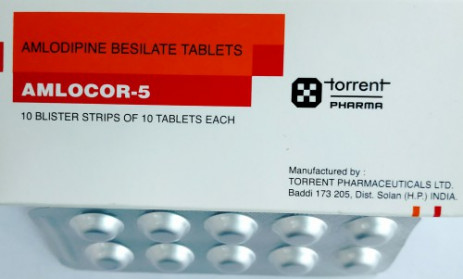 AMLODIPINE BESILATE TABLETS
AMLOCOR-5
10 BLISTER STRIPS OF 10 TABLETS EACH
torrent
PHARMA
Manufactured by :
TORRENT PHARMACEUTICALS LTD.
Baddi 173 205, Dist. Solan (H.P.) INDIA.